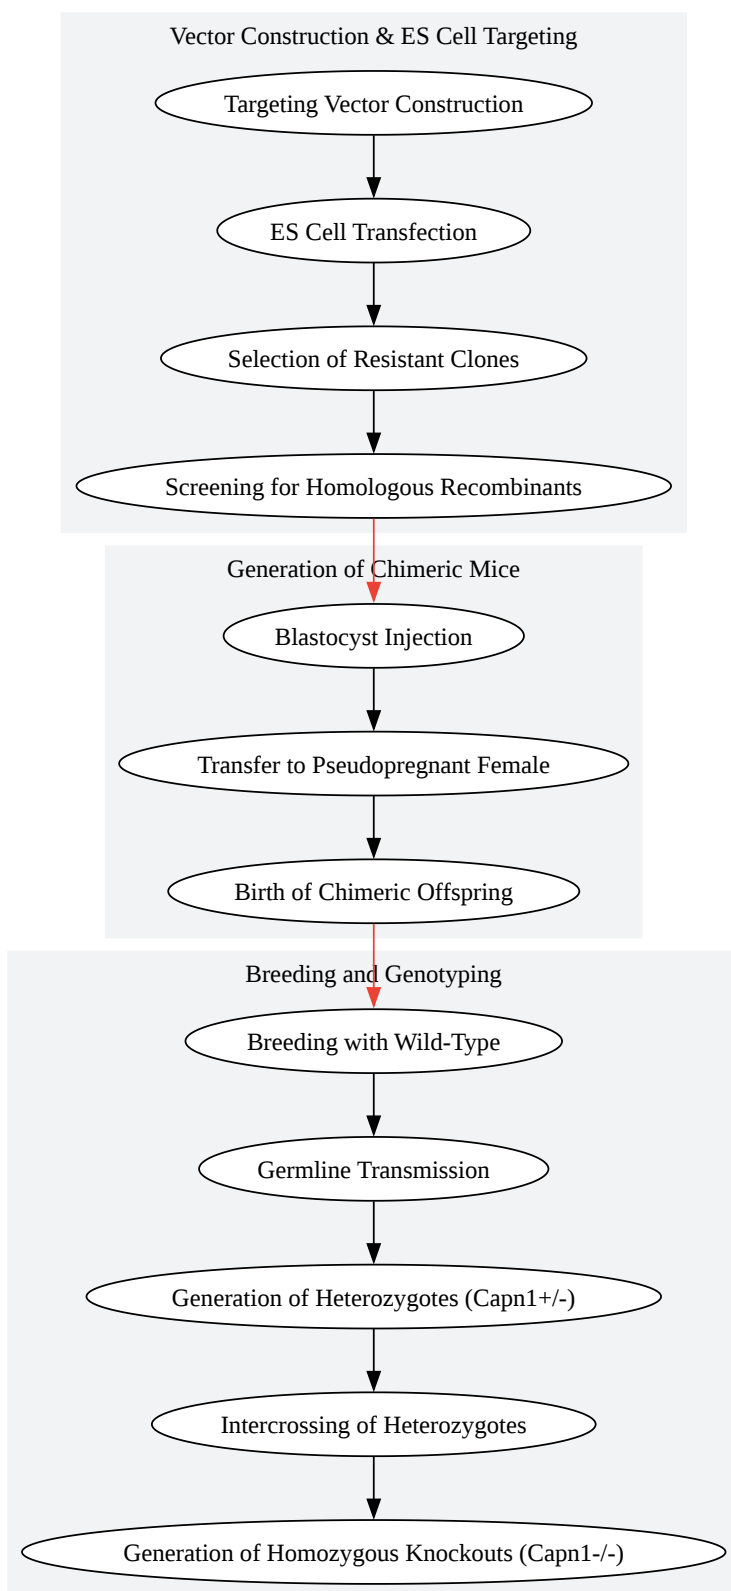 Vector Construction & ES Cell Targeting
Targeting Vector Construction
ES Cell Transfection
Selection of Resistant Clones
Screening for Homologous Recombinants
Generation of Chimeric Mice
Blastocyst Injection
Transfer to Pseudopregnant Female
Birth of Chimeric Offspring
Breeding and Genotyping
Breeding with Wild-Type
Germline Transmission
Generation of Heterozygotes (Capn1+/-)
Intercrossing of Heterozygotes
Generation of Homozygous Knockouts (Capn1-/-)